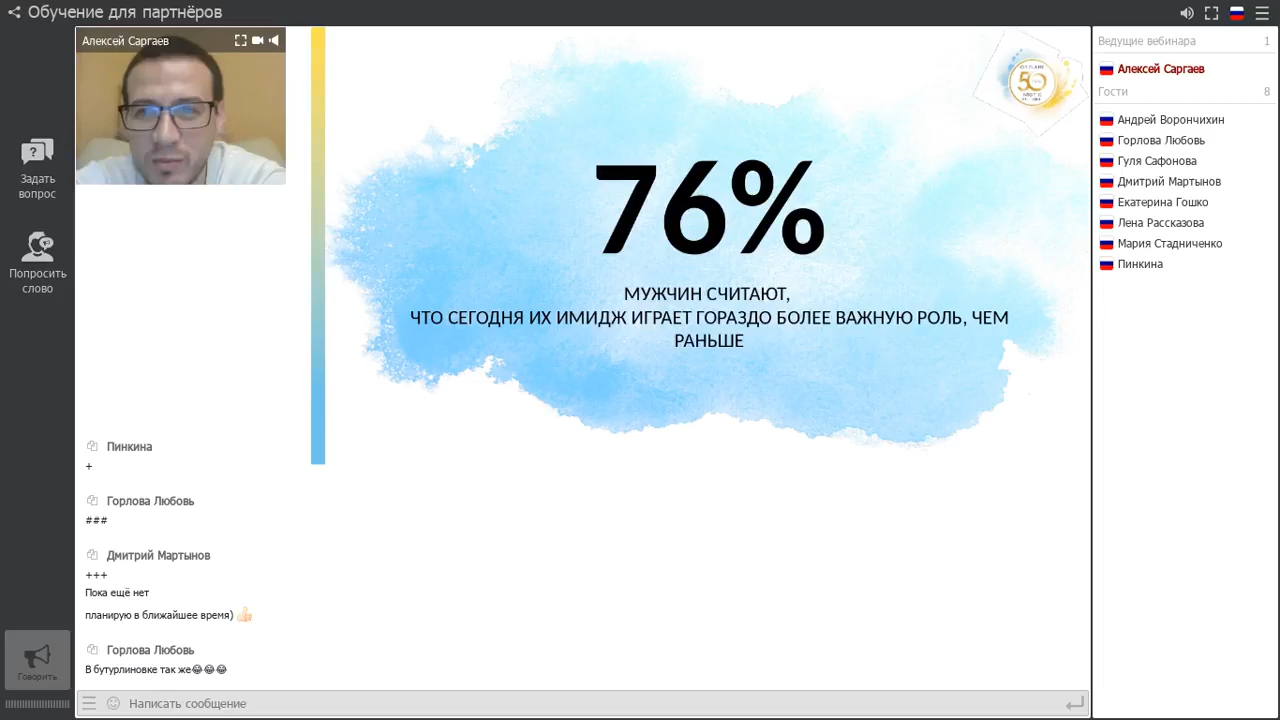 Обучение для партнёров
Алексей Саргаев
Задать
вопрос
Попросить
слово
Говорить
76%
МУЖЧИН СЧИТАЮТ,
ЧТО СЕГОДНЯ ИХ ИМИДЖ ИГРАЕТ ГОРАЗДО БОЛЕЕ ВАЖНУЮ РОЛЬ, ЧЕМ
РАНЬШЕ
50
Пинкина
+
Горлова Любовь
###
Дмитрий Мартынов
+++
Пока ещё нет
планирую в ближайшее время) 👍
Горлова Любовь
В бутурлиновке так же😂😂😂
Написать сообщение
Ведущие вебинара 1
Алексей Саргаев
Гости 8
Андрей Ворончихин
Горлова Любовь
Гуля Сафонова
Дмитрий Мартынов
Екатерина Гошко
Лена Рассказова
Мария Стадниченко
Пинкина